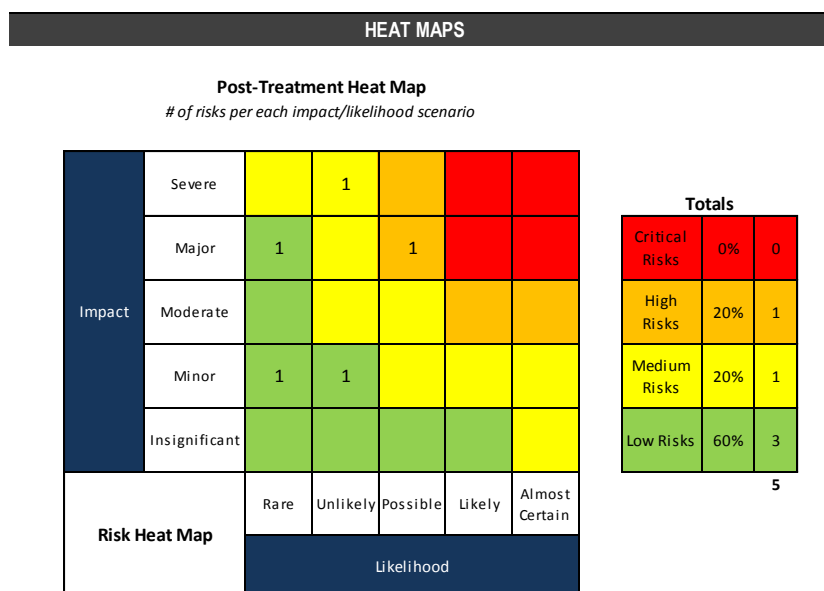 HEAT MAPS
Post-Treatment Heat Map
# of risks per each impact/likelihood scenario
Impact
Severe
1
Major
1
1
Moderate
Minor
1
1
Insignificant
Risk Heat Map
Rare
Unlikely
Possible
Likely
Almost
Certain
Likelihood
Totals
Critical
Risks
0%
0
High
Risks
20%
1
Medium
Risks
20%
1
Low Risks
60%
3
5